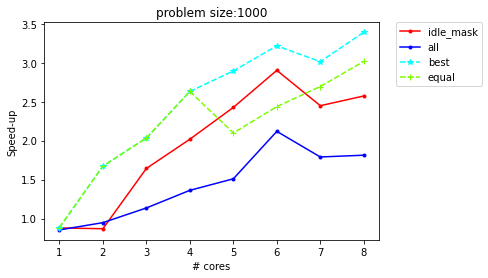 problem size:1000
Speed-up
3.5
3.0
2.5
2.0
1.5
1.0
1 2 3 4 5 6 7 8
# cores
idle_mask
all
best
equal